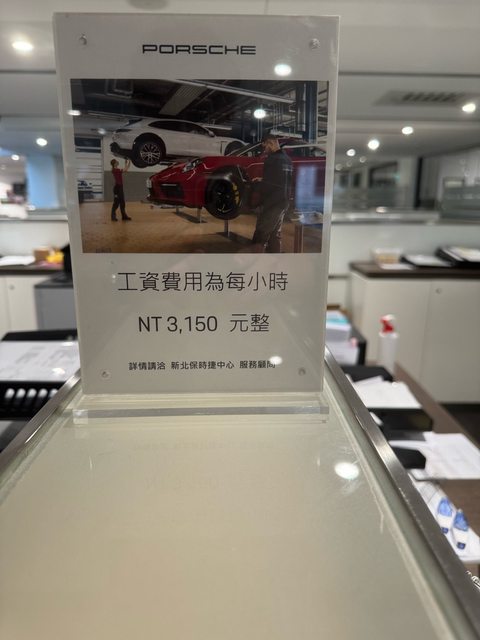 PORSCHE
工資費用為每小時
NT 3,150 元整
詳情請洽 新北保時捷中心 服務顧問